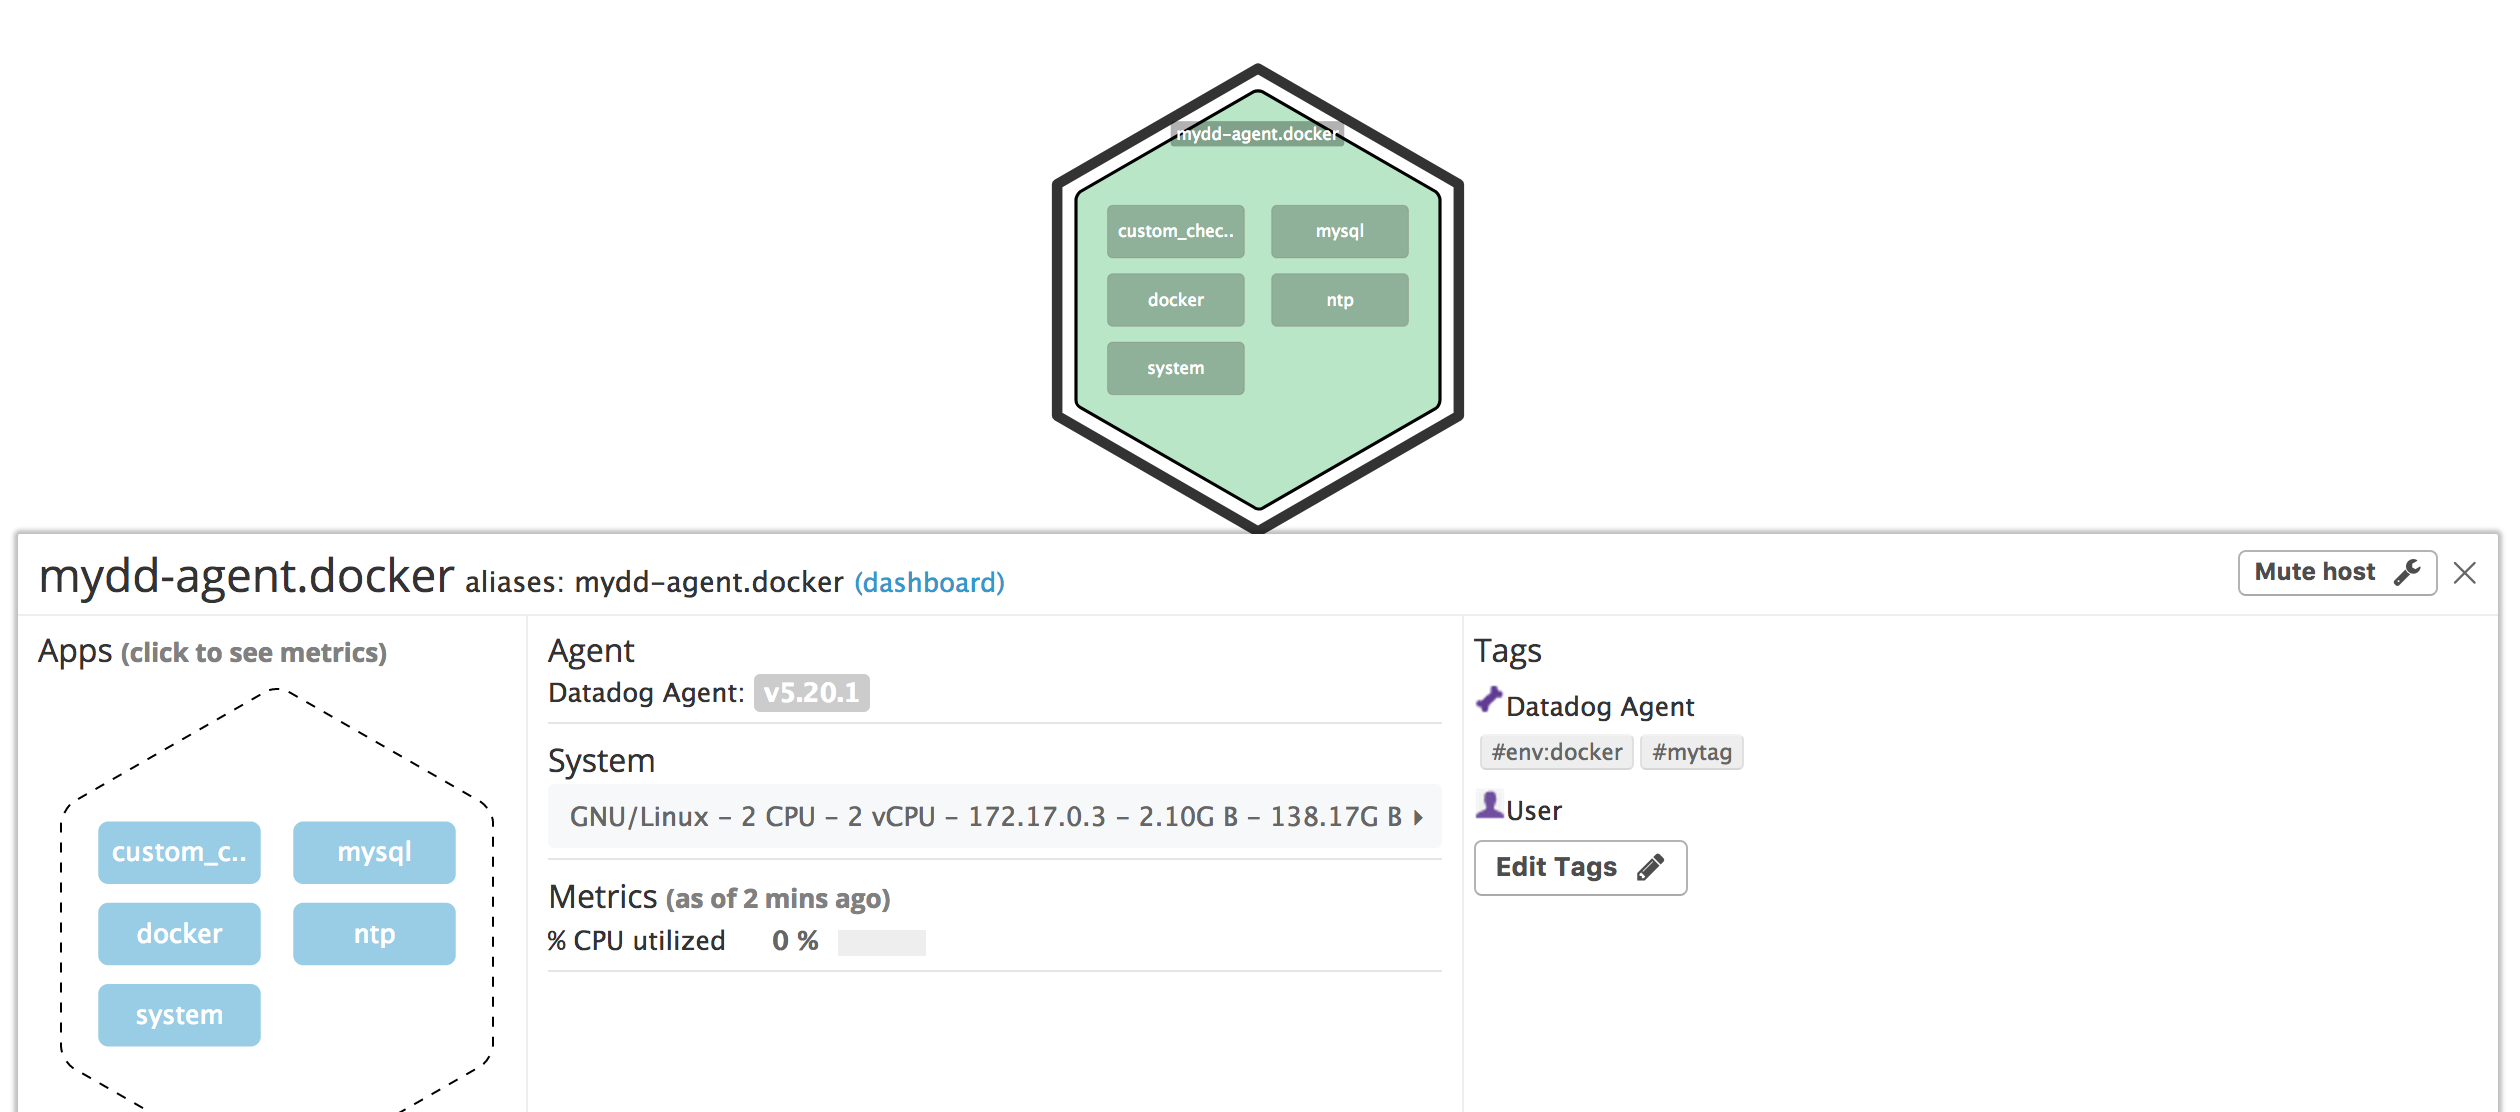 mydd-agent.docker
custom_chec..
mysql
docker
ntp
system
mydd-agent.docker aliases: mydd-agent.docker (dashboard)
Mute host
Apps (click to see metrics)
custom_c..
mysql
docker
ntp
system
Agent
Datadog Agent: v5.20.1
System
GNU/Linux - 2 CPU - 2 vCPU - 172.17.0.3 - 2.10G B - 138.17G B
Metrics (as of 2 mins ago)
% CPU utilized 0 %
Tags
Datadog Agent
#env:docker #mytag
User
Edit Tags